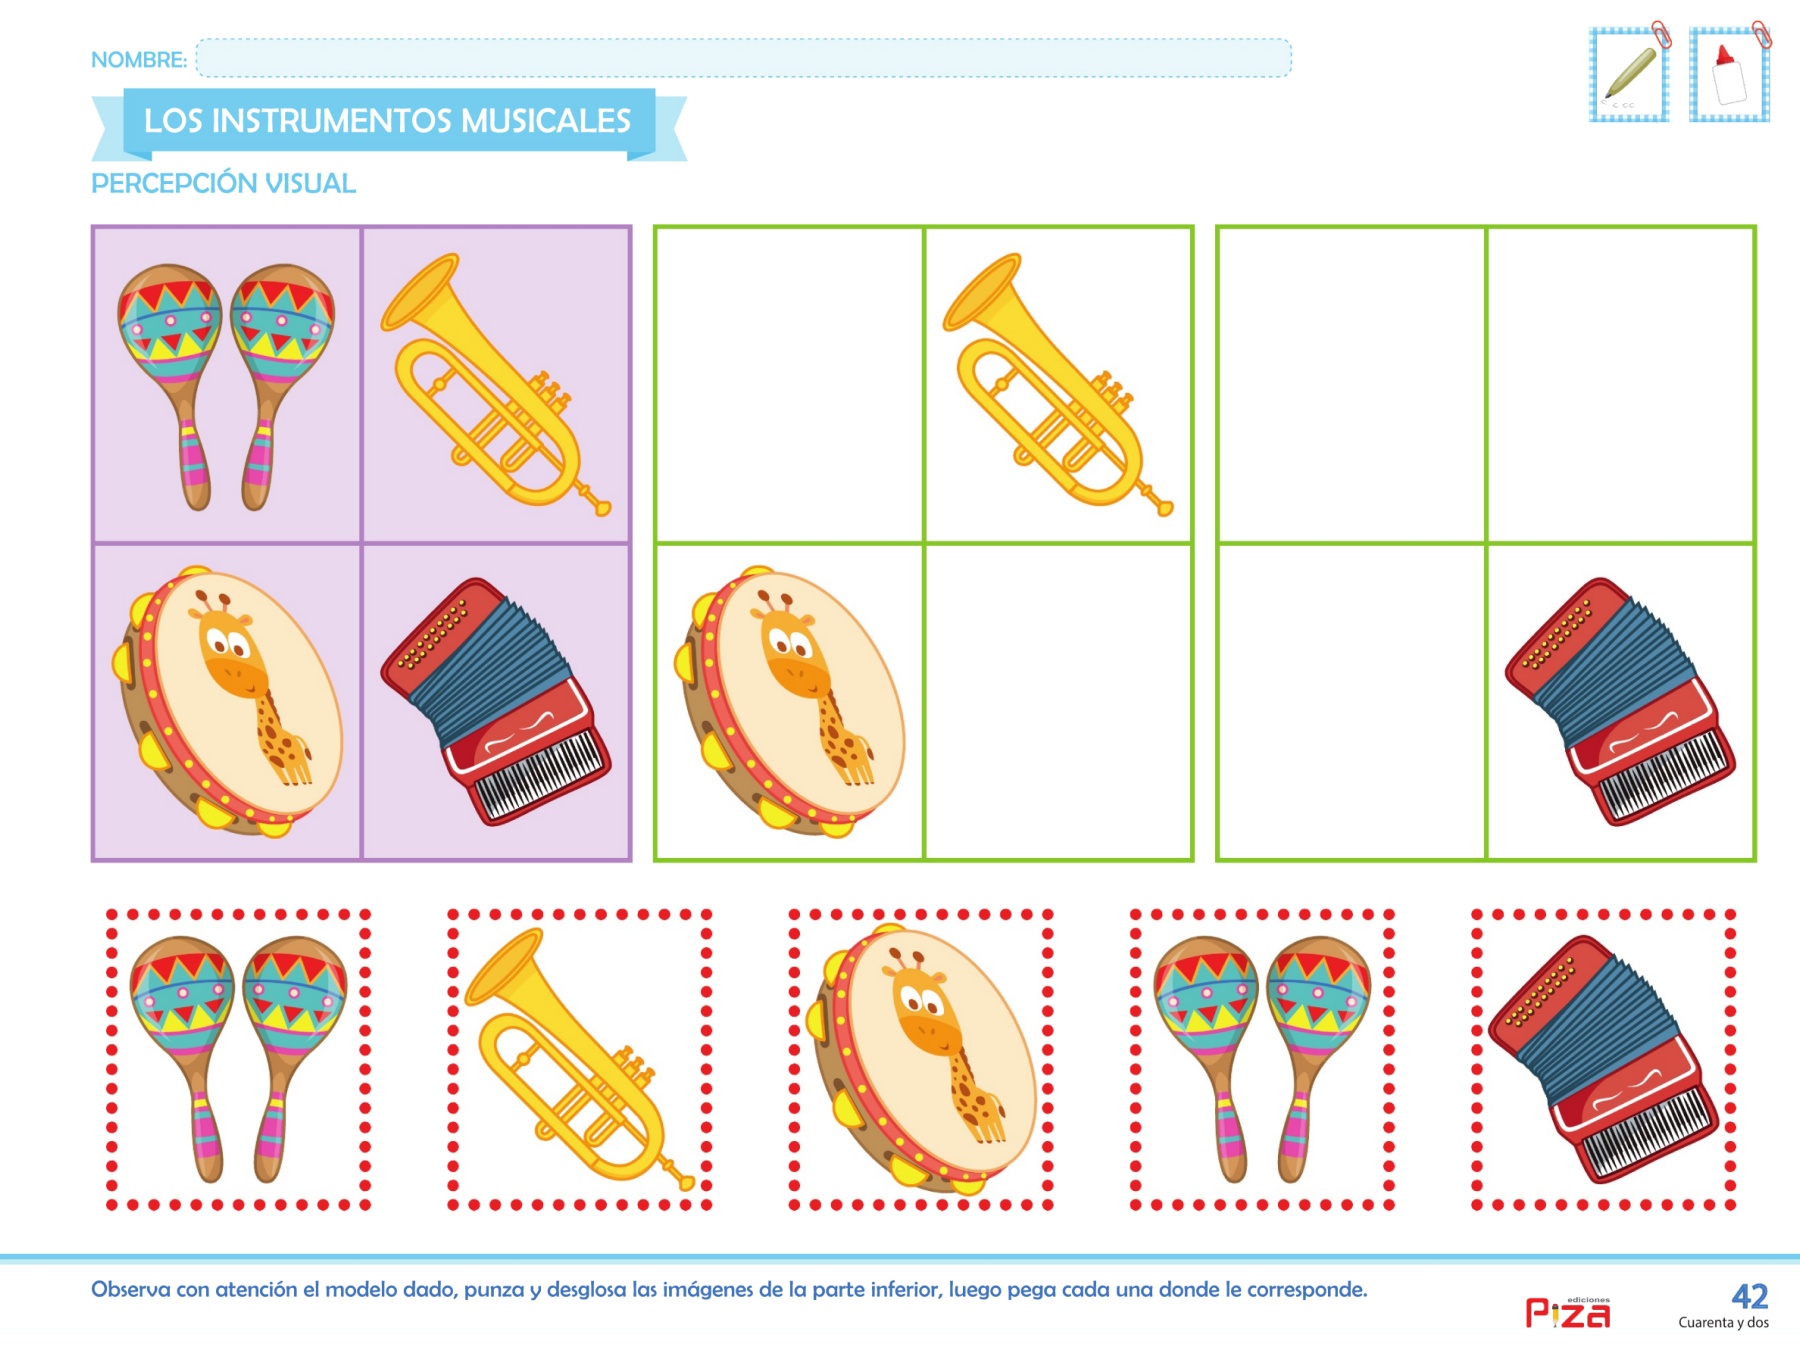 NOMBRE:
LOS INSTRUMENTOS MUSICALES
PERCEPCIÓN VISUAL
Observa con atención el modelo dado, punza y desglosa las imágenes de la parte inferior, luego pega cada una donde le corresponde.
ediciones
Piza
42
Cuarenta y dos